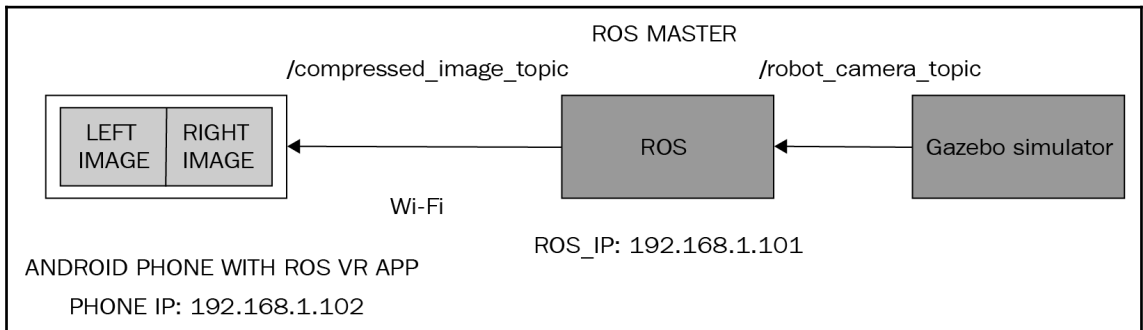 ROS MASTER
/compressed_image_topic
/robot_camera_topic
LEFT
IMAGE
RIGHT
IMAGE
ROS
Gazebo simulator
Wi-Fi
ROS_IP: 192.168.1.101
ANDROID PHONE WITH ROS VR APP
PHONE IP: 192.168.1.102